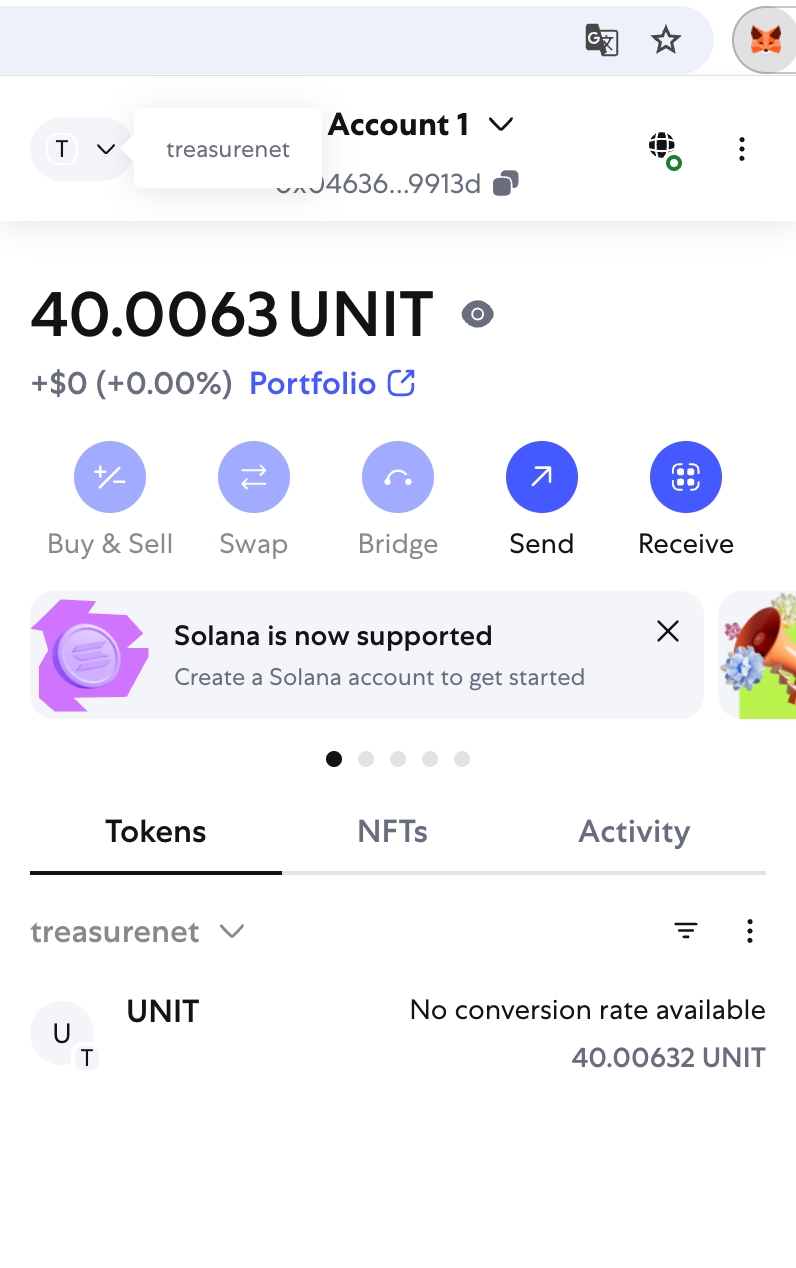 T
treasurenet
Account 1
0x04636...9913d
40.0063 UNIT
+$0 (+0.00%) Portfolio
Buy & Sell
Swap
Bridge
Send
Receive
Solana is now supported
Create a Solana account to get started
Tokens
NFTs
Activity
treasurenet
U
T
UNIT
No conversion rate available
40.00632 UNIT